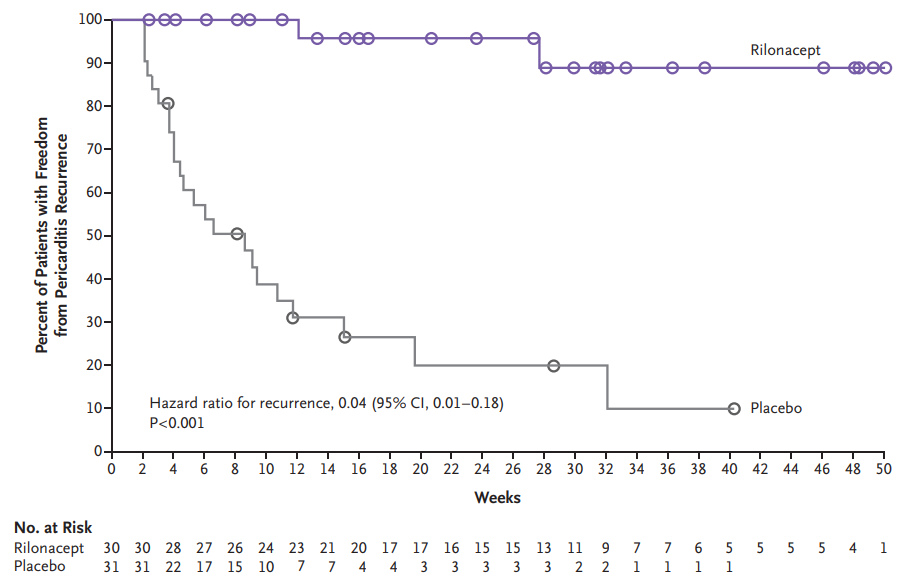 Percent of Patients with Freedom
from Pericarditis Recurrence
100
90
80
70
60
50
40
30
20
10
0
Rilonacept
Placebo
Hazard ratio for recurrence, 0.04 (95% CI, 0.01–0.18)
P<0.001
0 2 4 6 8 10 12 14 16 18 20 22 24 26 28 30 32 34 36 38 40 42 44 46 48 50
Weeks
No. at Risk
Rilonacept 30 30 28 27 26 24 23 21 20 17 17 16 15 15 13 11 9 7 7 6 5 5 5 5 4 1
Placebo 31 31 22 17 15 10 7 7 4 4 3 3 3 3 3 2 2 1 1 1 1